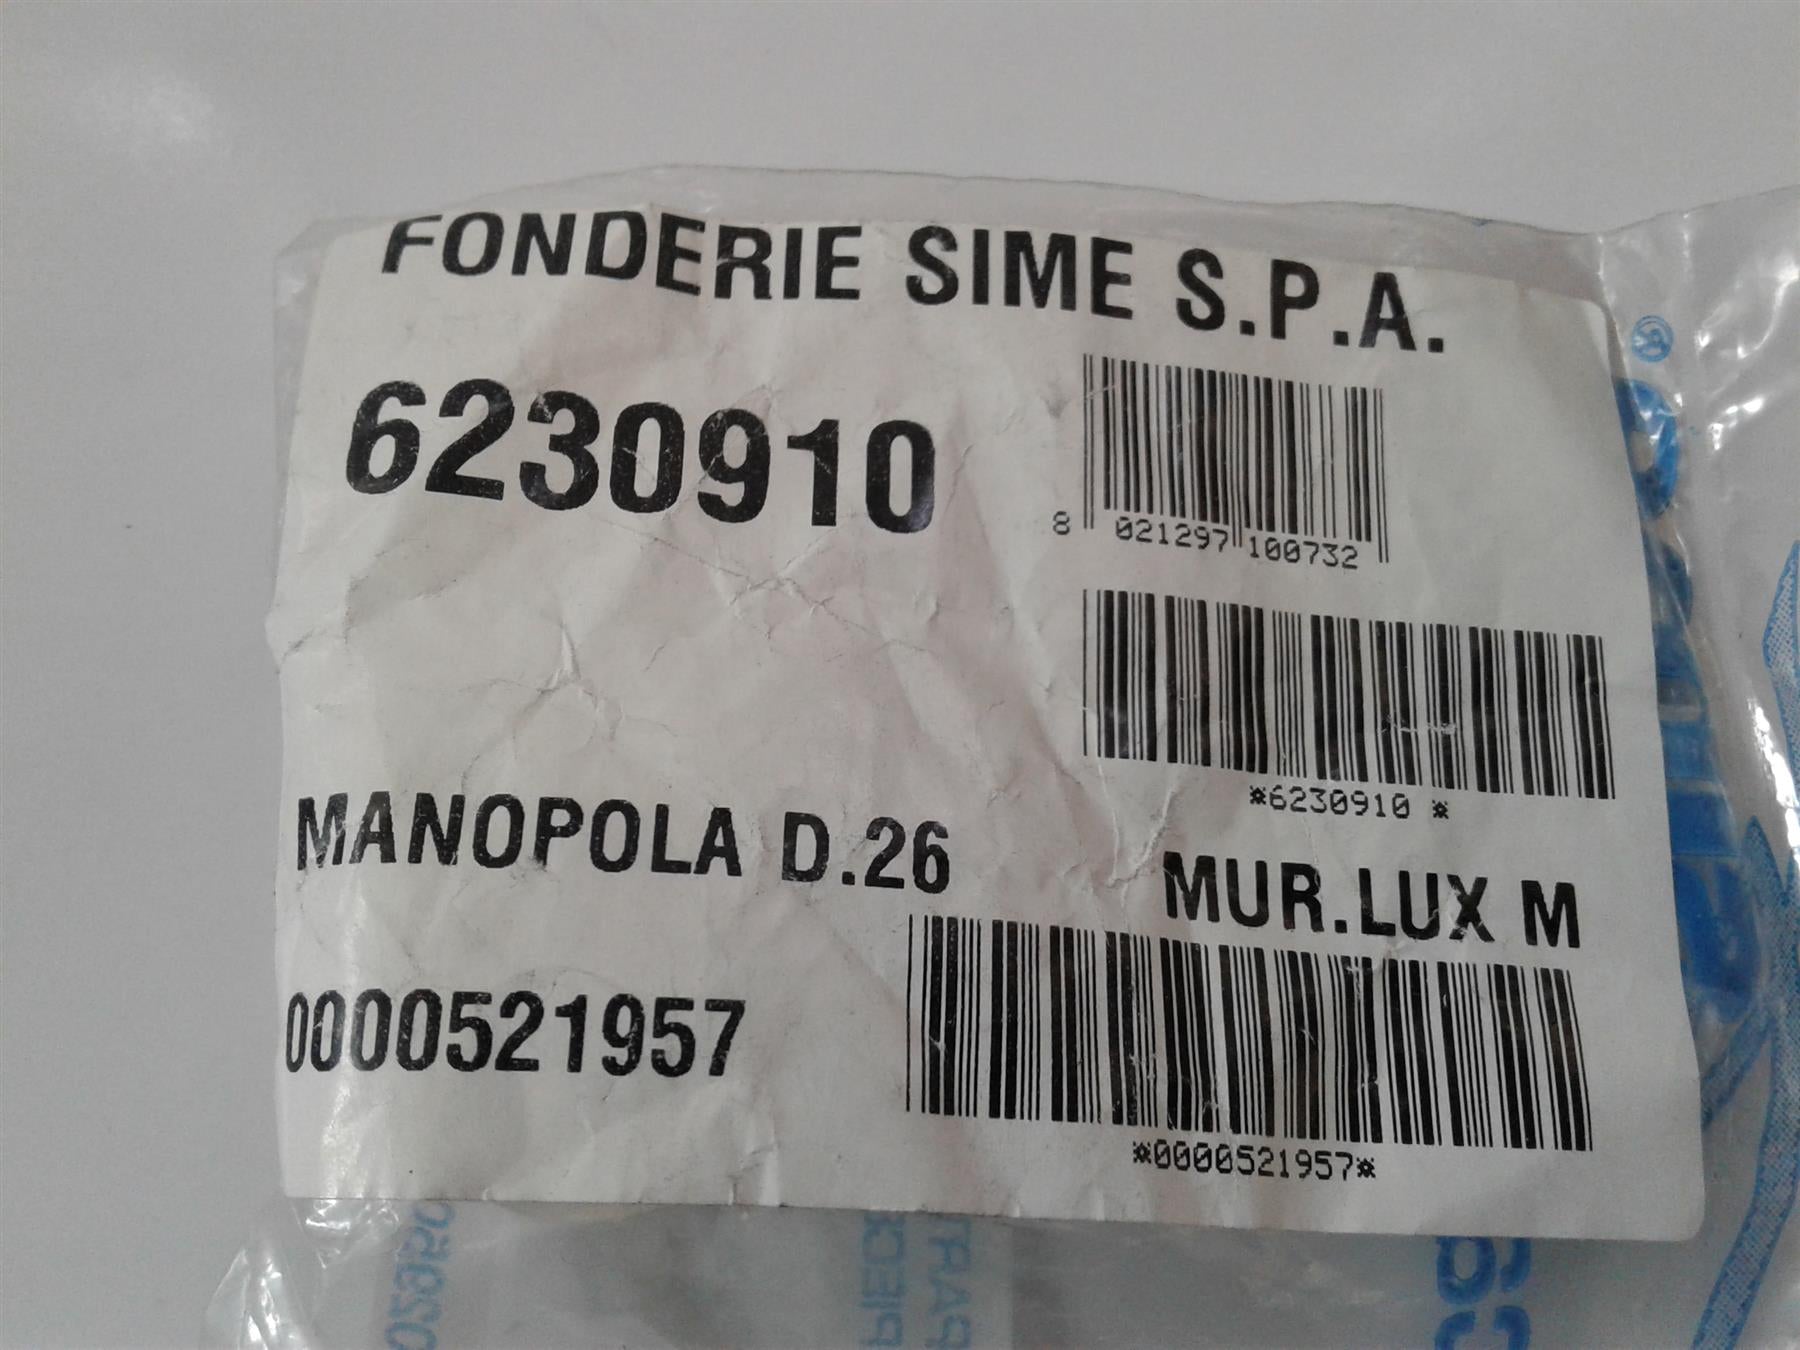 FONDERIE SIME S.P.A.
6230910
8 021297 100732
*6230910 *
MANOPOLA D.26 MUR.LUX M
0000521957
*0000521957*
®